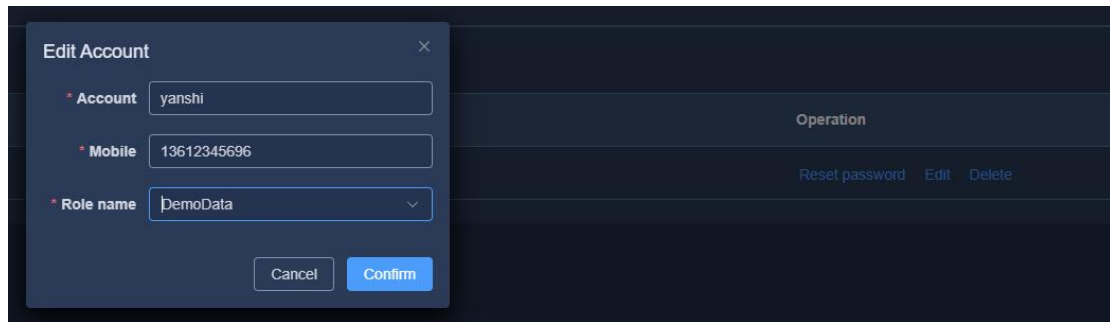 Edit Account
* Account yanshi
Operation
* Mobile 13612345696
Reset password Edit Delete
* Role name DemoData
Cancel Confirm